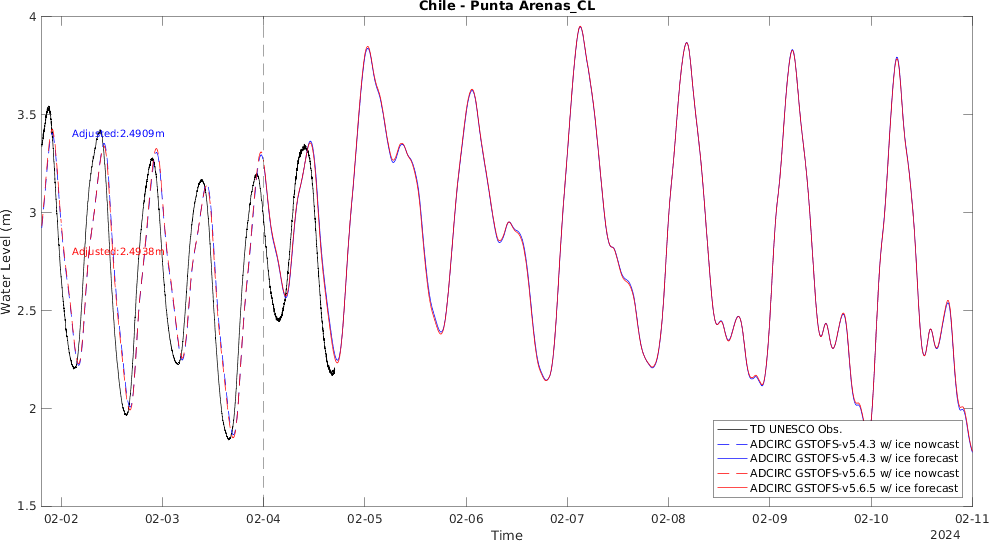 Chile - Punta Arenas_CL
Water Level (m)
4
3.5
3
2.5
2
1.5
Adjusted:2.4909m
Adjusted:2.4938m
TD UNESCO Obs.
ADCIRC GSTOFS-v5.4.3 w/ ice nowcast
ADCIRC GSTOFS-v5.4.3 w/ ice forecast
ADCIRC GSTOFS-v5.6.5 w/ ice nowcast
ADCIRC GSTOFS-v5.6.5 w/ ice forecast
02-02 02-03 02-04 02-05 02-06 02-07 02-08 02-09 02-10 02-11
Time
2024